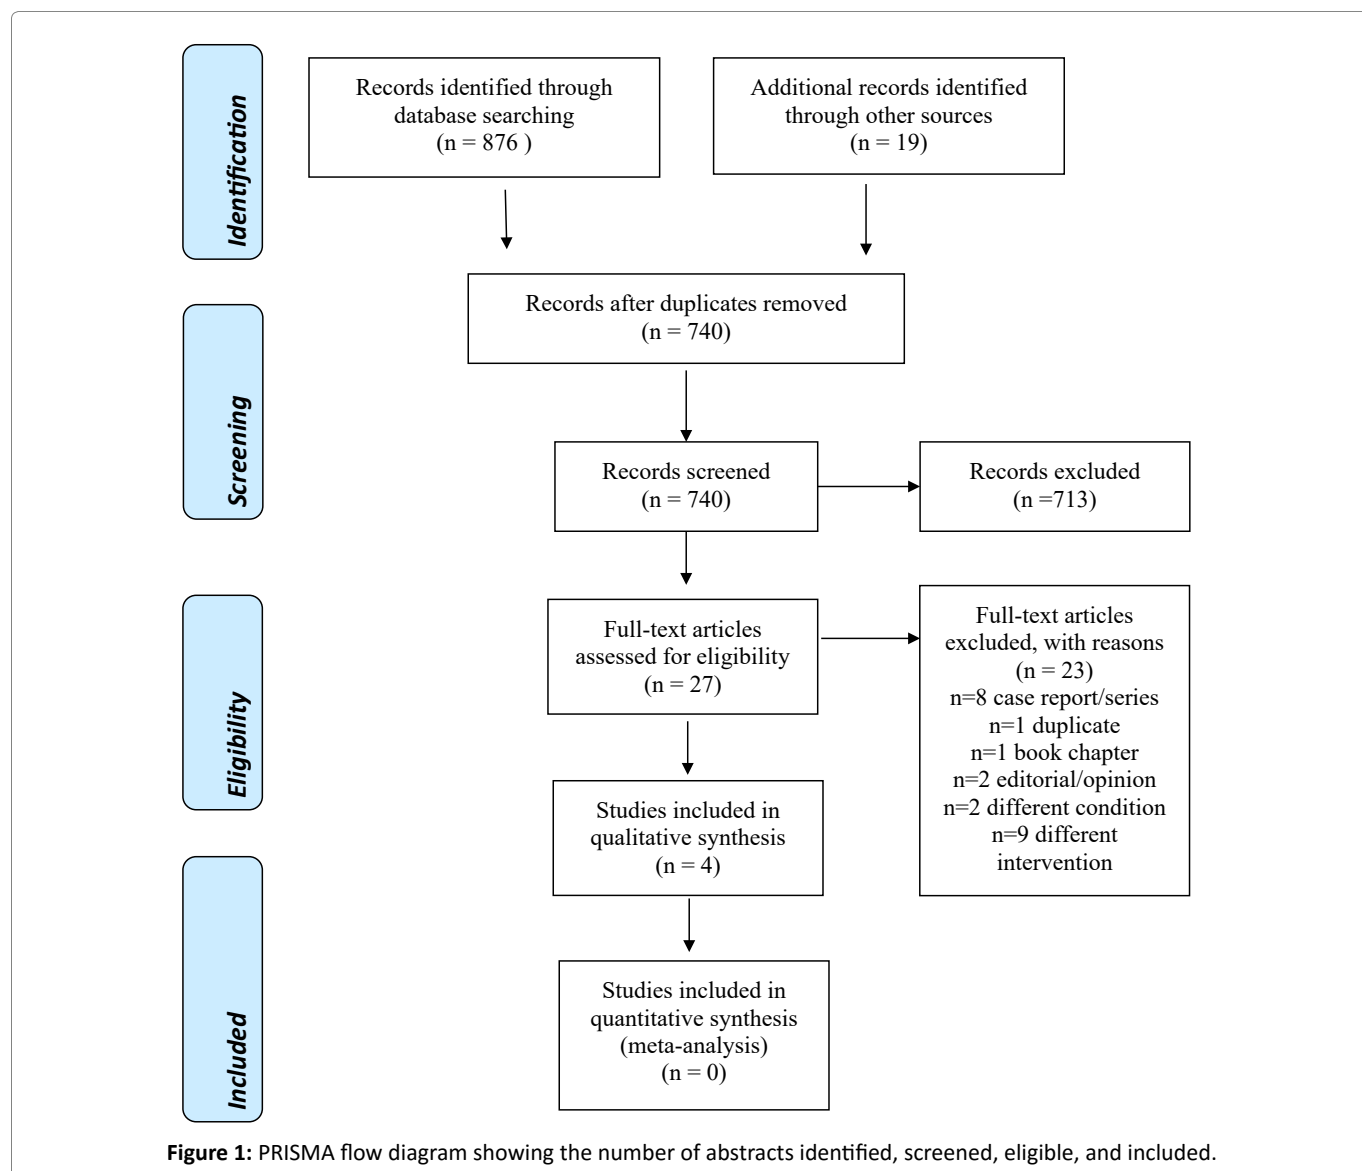 Identification
Records identified through
database searching
(n = 876 )
Additional records identified
through other sources
(n = 19)
Records after duplicates removed
(n = 740)
Screening
Records screened
(n = 740)
Records excluded
(n =713)
Eligibility
Full-text articles
assessed for eligibility
(n = 27)
Full-text articles
excluded, with reasons
(n = 23)
n=8 case report/series
n=1 duplicate
n=1 book chapter
n=2 editorial/opinion
n=2 different condition
n=9 different
intervention
Studies included in
qualitative synthesis
(n = 4)
Included
Studies included in
quantitative synthesis
(meta-analysis)
(n = 0)
Figure 1: PRISMA flow diagram showing the number of abstracts identified, screened, eligible, and included.